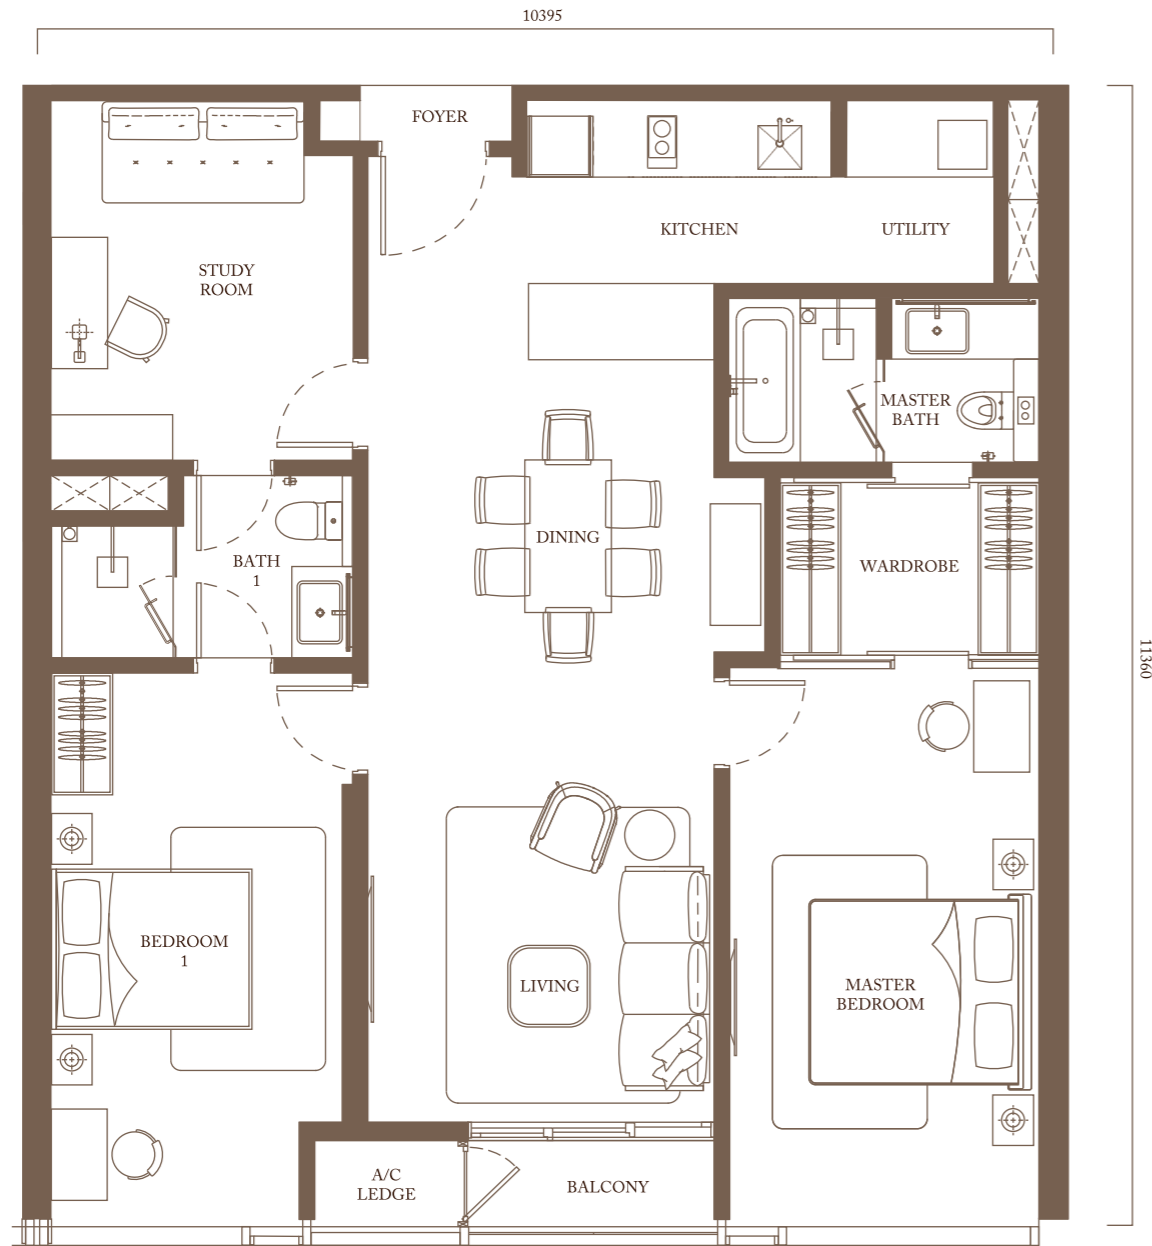 10395
FOYER
KITCHEN
UTILITY
STUDY
ROOM
MASTER
BATH
DINING
BATH
1
WARDROBE
11360
BEDROOM
1
LIVING
MASTER
BEDROOM
A/C
LEDGE
BALCONY